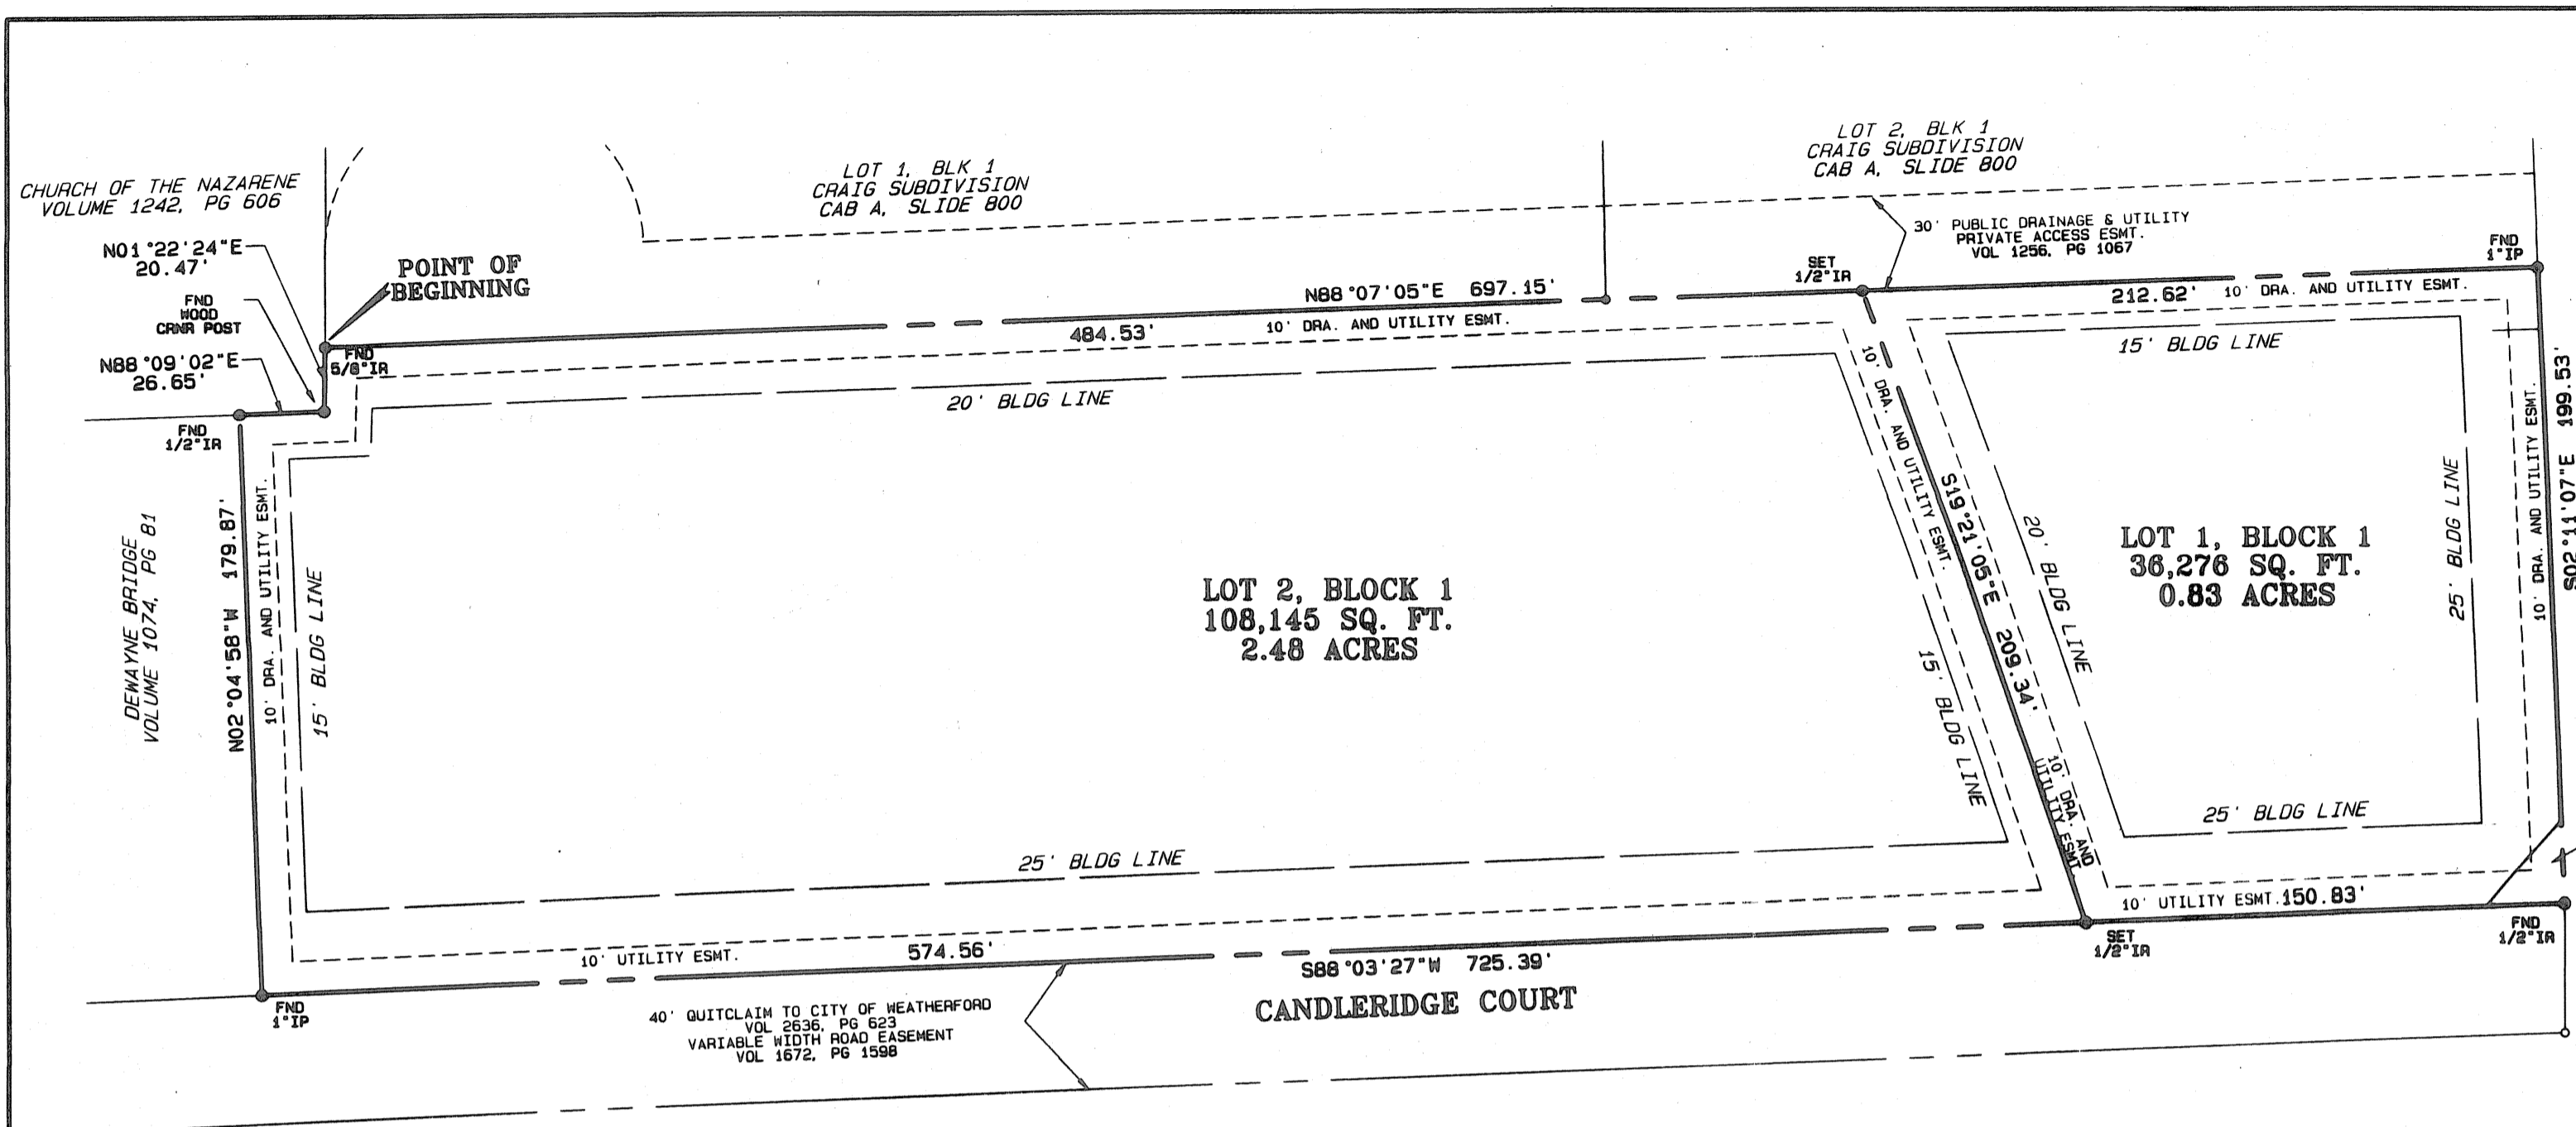 LOT 2, BLK 1
CRAIG SUBDIVISION
CAB A, SLIDE 800
LOT 1, BLK 1
CRAIG SUBDIVISION
CAB A, SLIDE 800
CHURCH OF THE NAZARENE
VOLUME 1242, PG 606
30' PUBLIC DRAINAGE & UTILITY
PRIVATE ACCESS ESMT.
VOL 1256, PG 1067
N01°22'24"E
20.47'
POINT OF
BEGINNING
FND
WOOD
CRNR POST
N88°09'02"E
26.65'
FND
5/8"IR
FND
1/2"IR
N88°07'05"E 697.15'
484.53'
10' DRA. AND UTILITY ESMT.
SET
1/2"IR
212.62'
10' DRA. AND UTILITY ESMT.
FND
1"IP
20' BLDG LINE
15' BLDG LINE
DEWAYNE BRIDGE
VOLUME 1074, PG 81
N02°04'58"W 179.87'
10' DRA. AND UTILITY ESMT.
15' BLDG LINE
LOT 2, BLOCK 1
108,145 SQ. FT.
2.48 ACRES
10' DRA. AND UTILITY ESMT.
15' BLDG LINE
S19°21'05"E 209.34'
10' DRA. AND
UTILITY ESMT
20' BLDG LINE
LOT 1, BLOCK 1
36,276 SQ. FT.
0.83 ACRES
25' BLDG LINE
10' DRA. AND UTILITY ESMT.
S02°11'07"E 199.53'
25' BLDG LINE
25' BLDG LINE
10' UTILITY ESMT.
574.56'
10' UTILITY ESMT.
150.83'
SET
1/2"IR
FND
1/2"IR
FND
1"IP
S88°03'27"W 725.39'
CANDLERIDGE COURT
40' QUITCLAIM TO CITY OF WEATHERFORD
VOL 2636, PG 623
VARIABLE WIDTH ROAD EASEMENT
VOL 1672, PG 1598